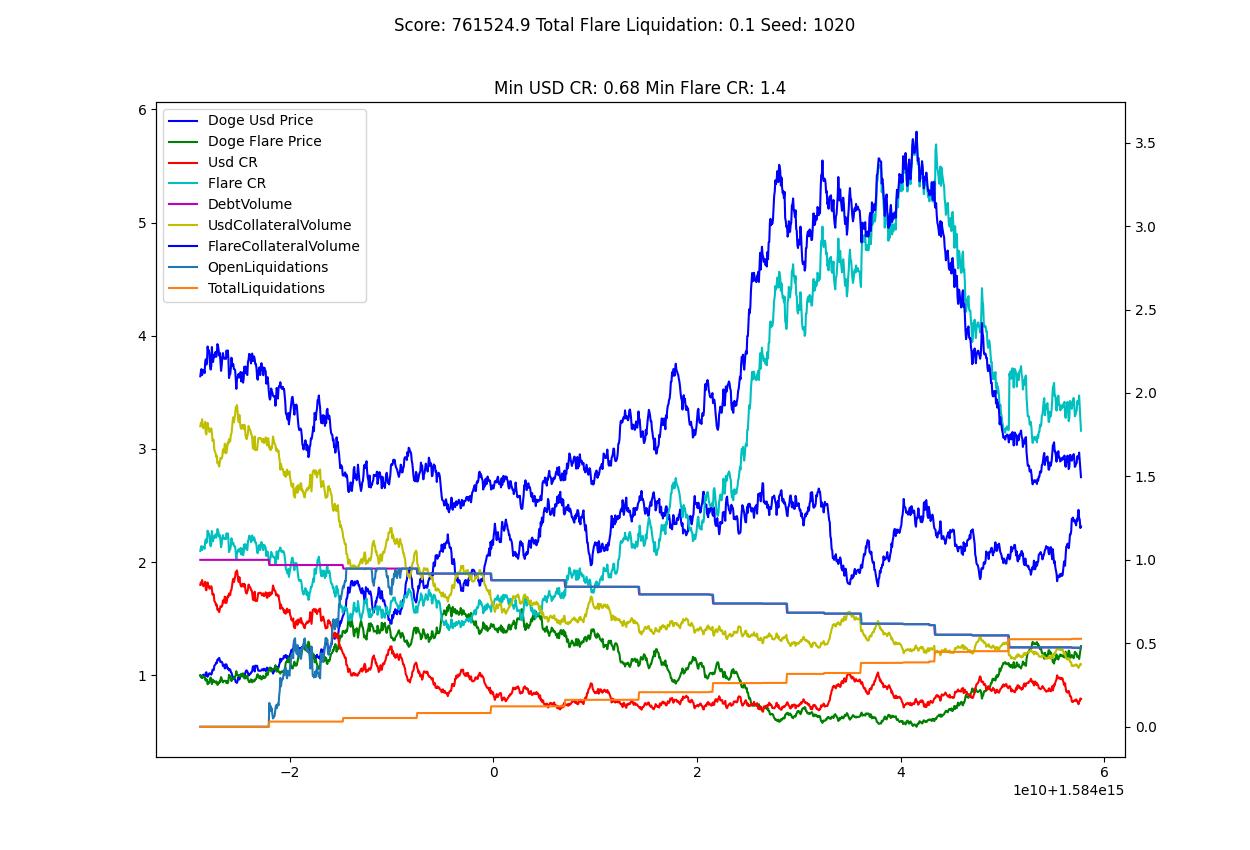 Score: 761524.9 Total Flare Liquidation: 0.1 Seed: 1020
Min USD CR: 0.68 Min Flare CR: 1.4
Doge Usd Price
Doge Flare Price
Usd CR
Flare CR
DebtVolume
UsdCollateralVolume
FlareCollateralVolume
OpenLiquidations
TotalLiquidations
6
5
4
3
2
1
3.5
3.0
2.5
2.0
1.5
1.0
0.5
0.0
−2 0 2 4 6
1e10+1.584e15